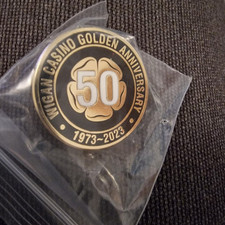 WIGAN CASINO GOLDEN ANNIVERSARY
50
• 1973-2023 •